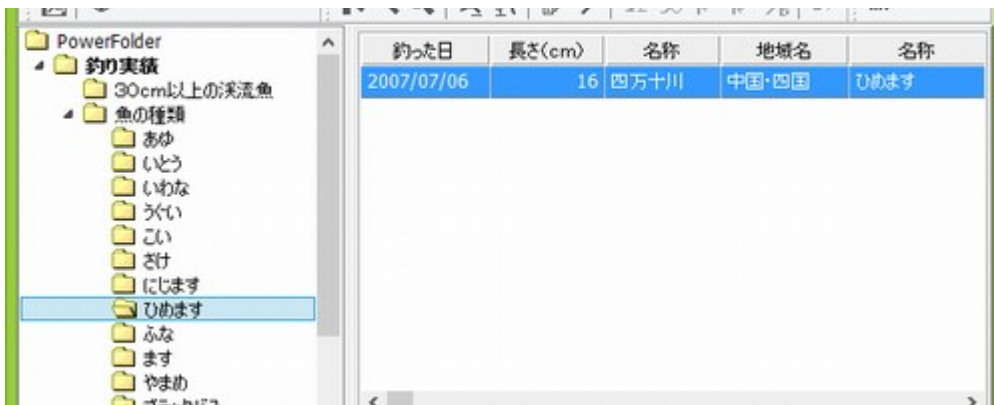 PowerFolder
釣り実績
30cm以上の渓流魚
魚の種類
あゆ
いとう
いわな
うぐい
こい
さけ
にじます
ひめます
ふな
ます
やまめ
釣った日 長さ(cm) 名称 地域名 名称
2007/07/06 16 四万十川 中国・四国 ひめます